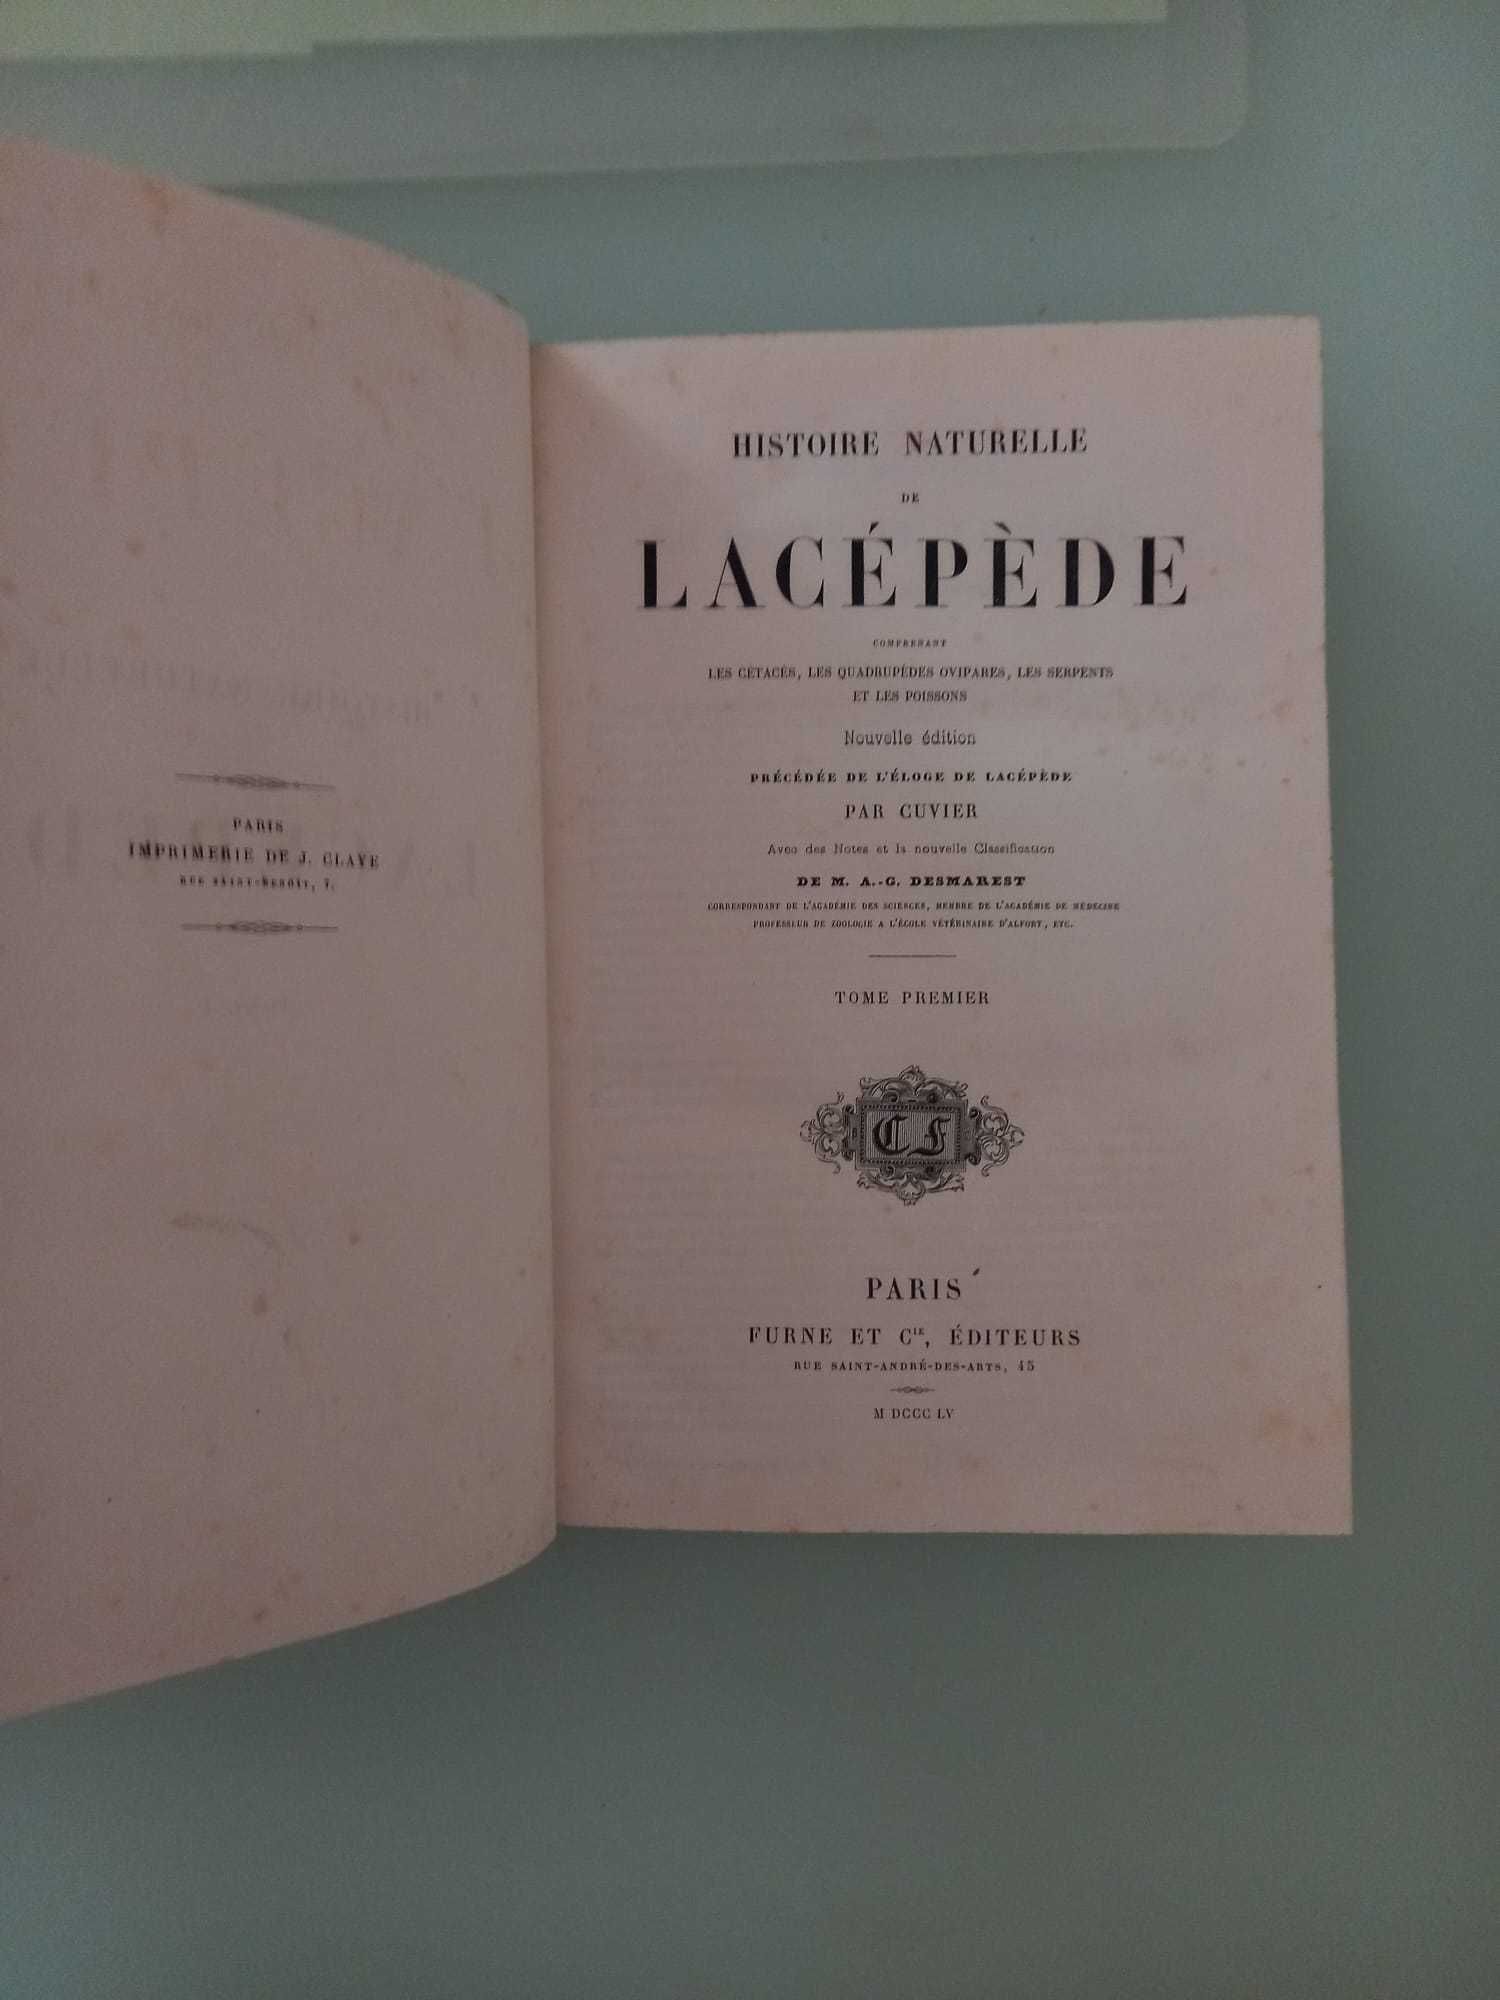 PARIS
IMPRIMERIE DE J. CLAYE
RUE SAINT-BENOÎT, 7.
HISTOIRE NATURELLE
DE
LACÉPÈDE
COMPRENANT
LES CÉTACÉS, LES QUADRUPÈDES OVIPARES, LES SERPENTS
ET LES POISSONS
Nouvelle édition
PRÉCÉDÉE DE L'ÉLOGE DE LACÉPÈDE
PAR CUVIER
Avec des Notes et la nouvelle Classification
DE M. A.-G. DESMAREST
CORRESPONDANT DE L'ACADÉMIE DES SCIENCES, MEMBRE DE L'ACADÉMIE DE MÉDECINE
PROFESSEUR DE ZOOLOGIE A L'ÉCOLE VÉTÉRINAIRE D'ALFORT, ETC.
TOME PREMIER
CF
PARIS
FURNE ET Cie, ÉDITEURS
RUE SAINT-ANDRÉ-DES-ARTS, 45
M DCCC LV